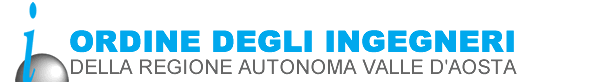 i ORDINE DEGLI INGEGNERI
DELLA REGIONE AUTONOMA VALLE D'AOSTA